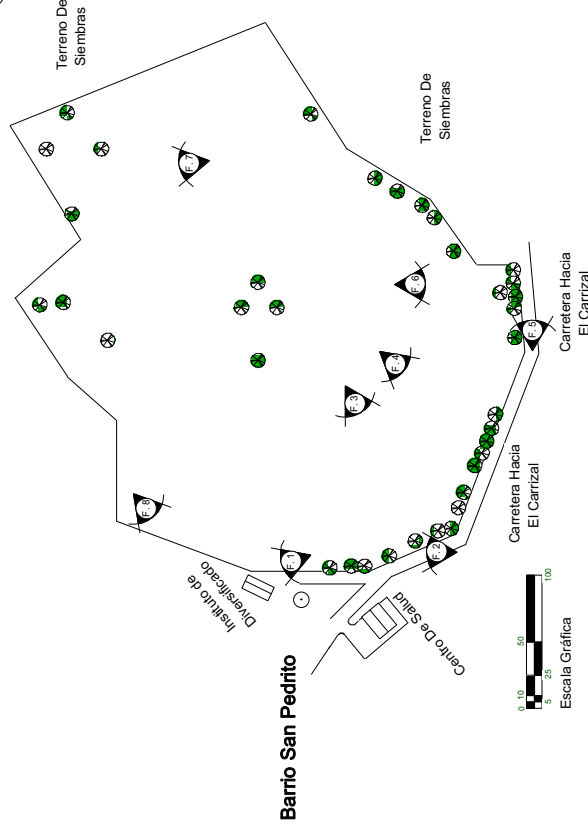 Terreno De
Siembras
Terreno De
Siembras
F. 7
F. 6
F. 4
F. 3
F. 5
F. 8
F. 1
F. 2
Carretera Hacia
El Carrizal
Carretera Hacia
El Carrizal
Instituto de
Diversificado
Centro De Salud
Barrio San Pedrito
0 10 50 100
5 25
Escala Gráfica